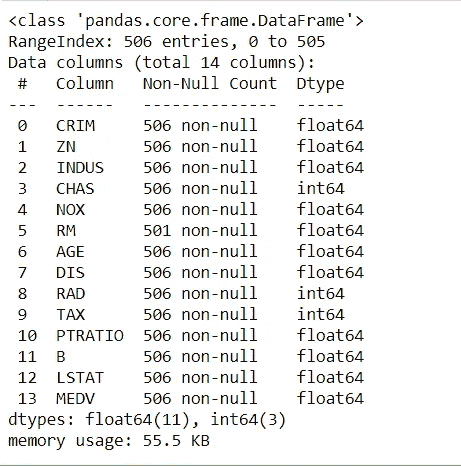 <class 'pandas.core.frame.DataFrame'>
RangeIndex: 506 entries, 0 to 505
Data columns (total 14 columns):
 #   Column   Non-Null Count  Dtype
---  ------   --------------  -----
 0   CRIM     506 non-null    float64
 1   ZN       506 non-null    float64
 2   INDUS    506 non-null    float64
 3   CHAS     506 non-null    int64
 4   NOX      506 non-null    float64
 5   RM       501 non-null    float64
 6   AGE      506 non-null    float64
 7   DIS      506 non-null    float64
 8   RAD      506 non-null    int64
 9   TAX      506 non-null    int64
 10  PTRATIO  506 non-null    float64
 11  B        506 non-null    float64
 12  LSTAT    506 non-null    float64
 13  MEDV     506 non-null    float64
dtypes: float64(11), int64(3)
memory usage: 55.5 KB